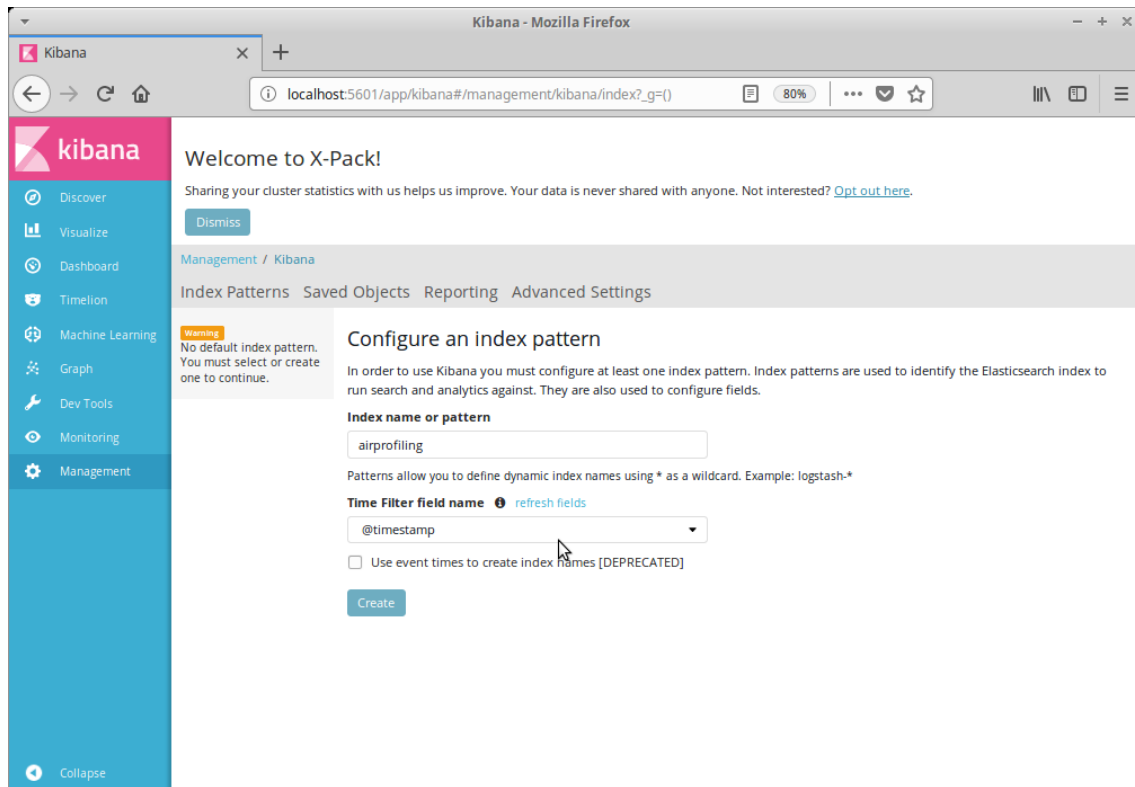 Kibana - Mozilla Firefox
Kibana
localhost:5601/app/kibana#/management/kibana/index?_g=()
80%
kibana
Discover
Visualize
Dashboard
Timelion
Machine Learning
Graph
Dev Tools
Monitoring
Management
Collapse
Welcome to X-Pack!
Sharing your cluster statistics with us helps us improve. Your data is never shared with anyone. Not interested? Opt out here.
Dismiss
Management / Kibana
Index Patterns Saved Objects Reporting Advanced Settings
Warning
No default index pattern.
You must select or create
one to continue.
Configure an index pattern
In order to use Kibana you must configure at least one index pattern. Index patterns are used to identify the Elasticsearch index to
run search and analytics against. They are also used to configure fields.
Index name or pattern
airprofiling
Patterns allow you to define dynamic index names using * as a wildcard. Example: logstash-*
Time Filter field name refresh fields
@timestamp
Use event times to create index names [DEPRECATED]
Create